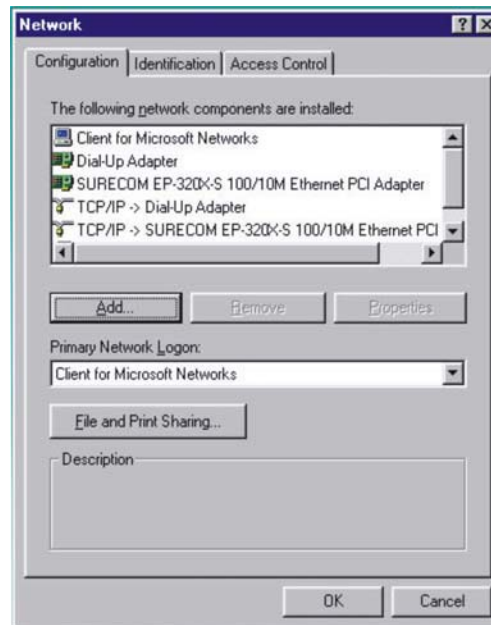 Network
Configuration Identification Access Control
The following network components are installed:
Client for Microsoft Networks
Dial-Up Adapter
SURECOM EP-320X-S 100/10M Ethernet PCI Adapter
TCP/IP -> Dial-Up Adapter
TCP/IP -> SURECOM EP-320X-S 100/10M Ethernet PCI
Add... Remove Properties
Primary Network Logon:
Client for Microsoft Networks
File and Print Sharing...
Description
OK Cancel